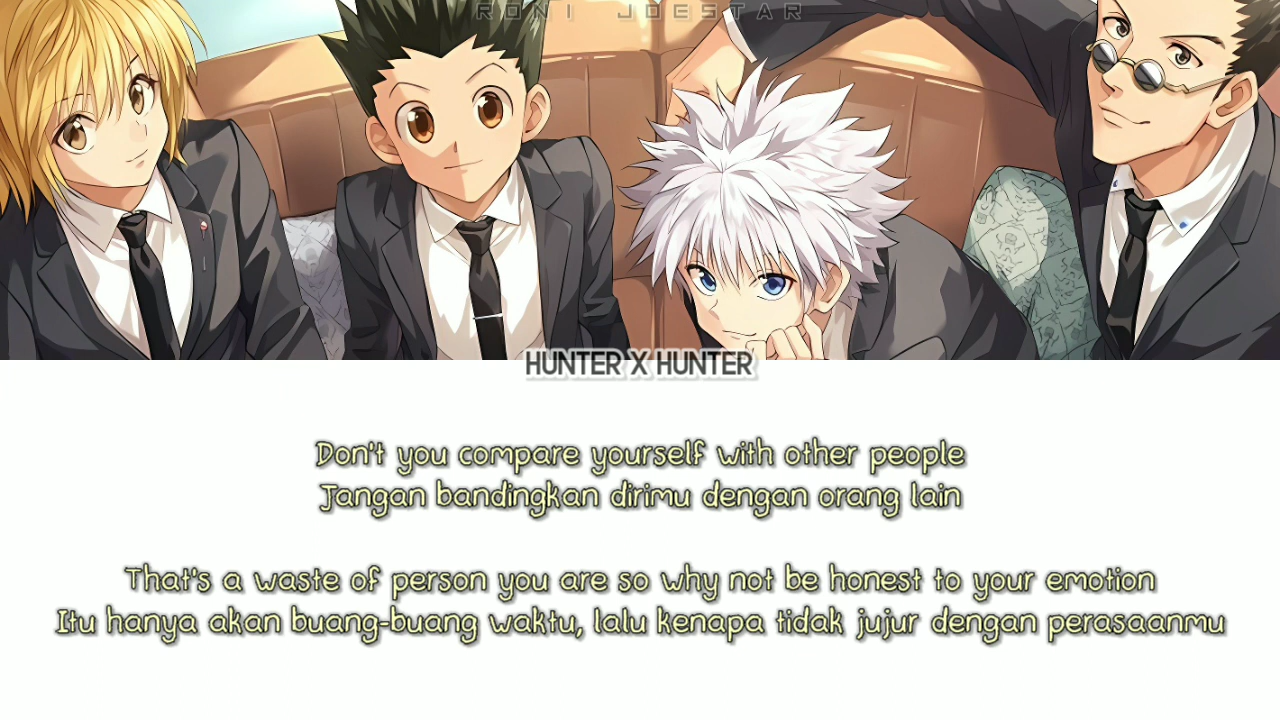 RONI JOESTAR
HUNTER X HUNTER
Don't you compare yourself with other people
Jangan bandingkan dirimu dengan orang lain
That's a waste of person you are so why not be honest to your emotion
Itu hanya akan buang-buang waktu, lalu kenapa tidak jujur dengan perasaanmu